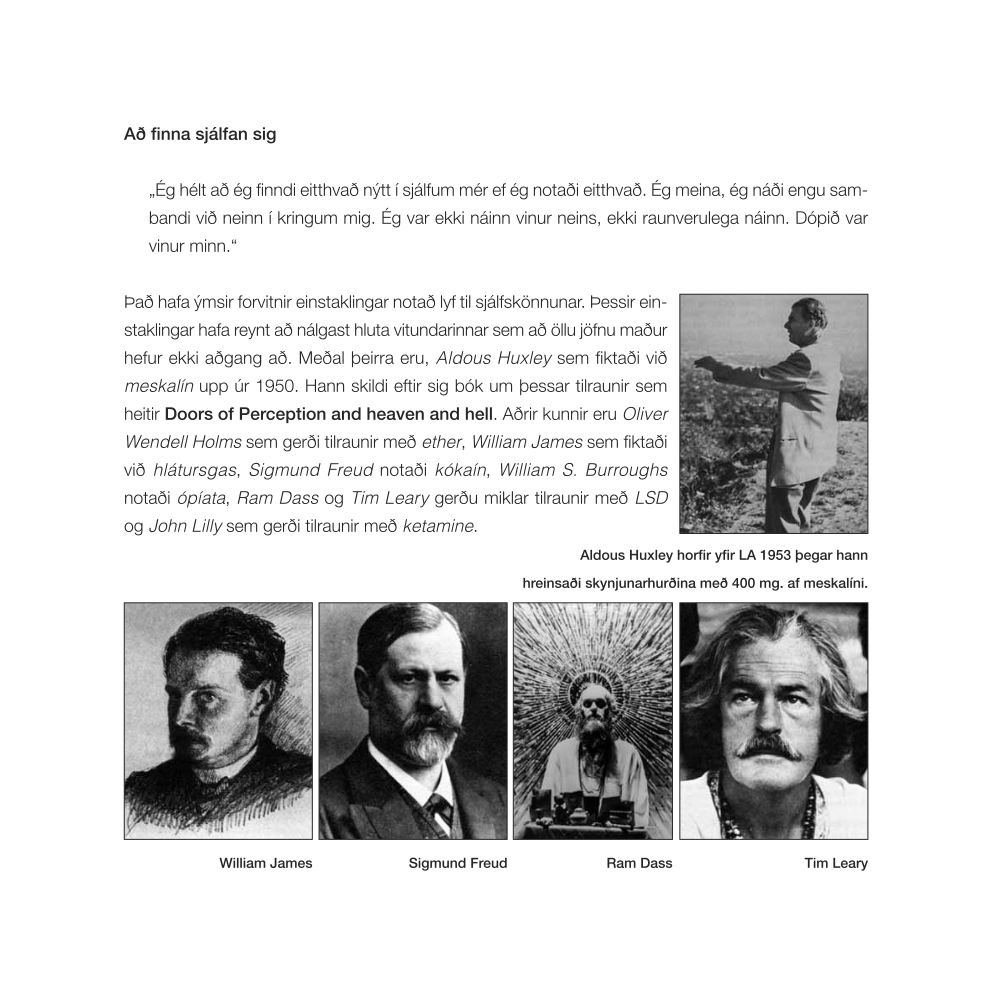 Að finna sjálfan sig
„Ég hélt að ég finndi eitthvað nýtt í sjálfum mér ef ég notaði eitthvað. Ég meina, ég náði engu sam-
bandi við neinn í kringum mig. Ég var ekki náinn vinur neins, ekki raunverulega náinn. Dópið var
vinur minn.“
Það hafa ýmsir forvitnir einstaklingar notað lyf til sjálfskönnunar. Þessir ein-
staklingar hafa reynt að nálgast hluta vitundarinnar sem að öllu jöfnu maður
hefur ekki aðgang að. Meðal þeirra eru, Aldous Huxley sem fiktaði við
meskalín upp úr 1950. Hann skildi eftir sig bók um þessar tilraunir sem
heitir Doors of Perception and heaven and hell. Aðrir kunnir eru Oliver
Wendell Holms sem gerði tilraunir með ether, William James sem fiktaði
við hlátursgas, Sigmund Freud notaði kókaín, William S. Burroughs
notaði ópíata, Ram Dass og Tim Leary gerðu miklar tilraunir með LSD
og John Lilly sem gerði tilraunir með ketamine.
Aldous Huxley horfir yfir LA 1953 þegar hann
hreinsaði skynjunarhurðina með 400 mg. af meskalíni.
William James
Sigmund Freud
Ram Dass
Tim Leary